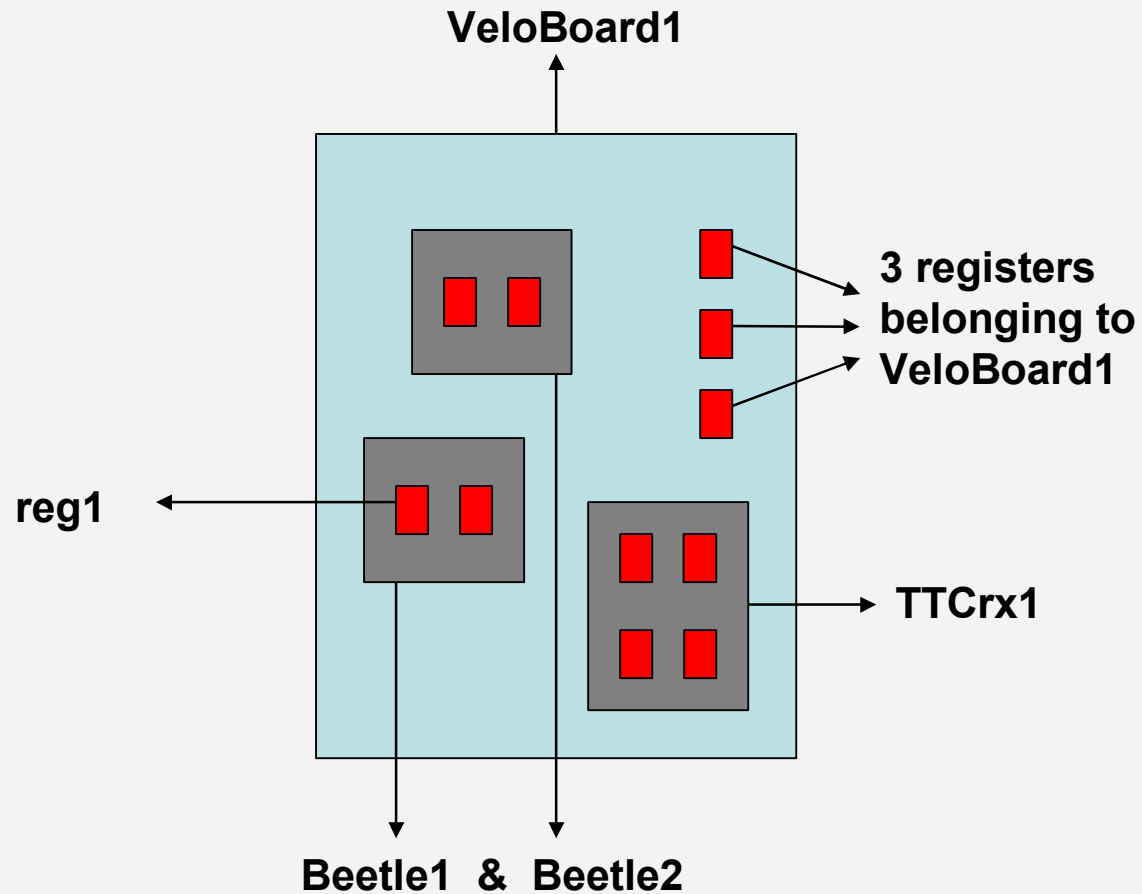 VeloBoard1
3 registers
belonging to
VeloBoard1
reg1
TTCrx1
Beetle1 & Beetle2